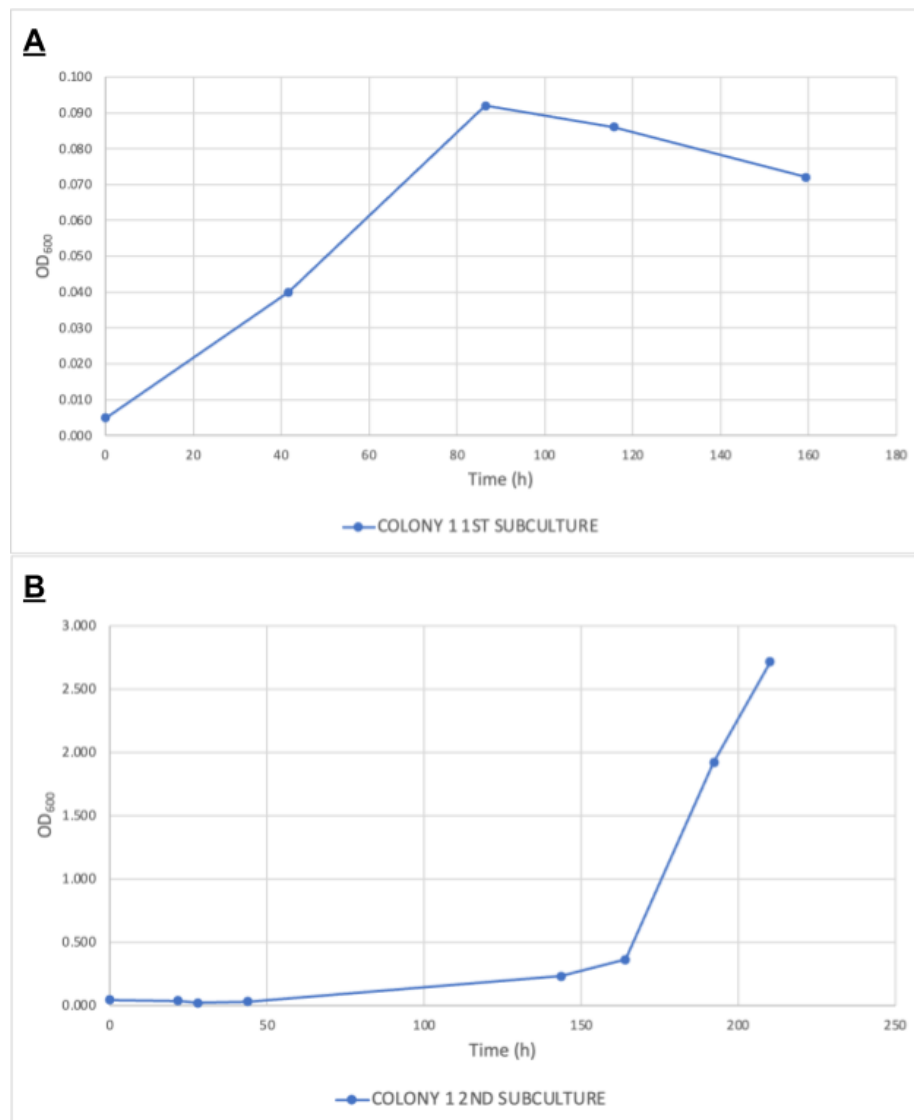 A
0.100
0.090
0.080
0.070
0.060
0.050
0.040
0.030
0.020
0.010
0.000
OD600
0 20 40 60 80 100 120 140 160 180
Time (h)
COLONY 1 1ST SUBCULTURE
B
3.000
2.500
2.000
1.500
1.000
0.500
0.000
OD600
0 50 100 150 200 250
Time (h)
COLONY 1 2ND SUBCULTURE